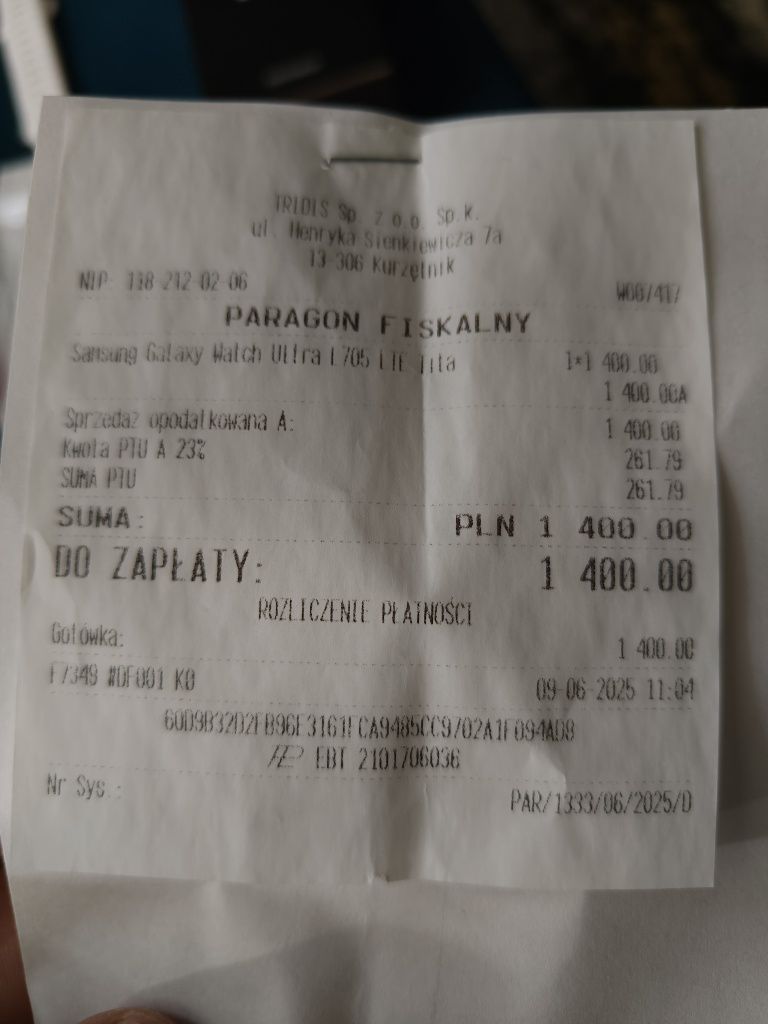 TRIDIS Sp. z o.o. Sp.k.
ul. Henryka Sienkiewicza 7a
13-306 Kurzętnik
NIP: 118-212-02-06 W00/417
PARAGON FISKALNY
Samsung Galaxy Watch Ultra L705 LTE Tita 1*1 400.00
1 400.00A
Sprzedaż opodatkowana A: 1 400.00
Kwota PTU A 23% 261.79
SUMA PTU 261.79
SUMA: PLN 1 400.00
DO ZAPŁATY: 1 400.00
ROZLICZENIE PŁATNOŚCI
Gotówka: 1 400.00
F7349 #DF001 K0 09-06-2025 11:04
60D9B32D2FB96F3161FCA9485CC9702A1F094AD8
EBT 2101706036
Nr Sys.: PAR/1333/06/2025/D